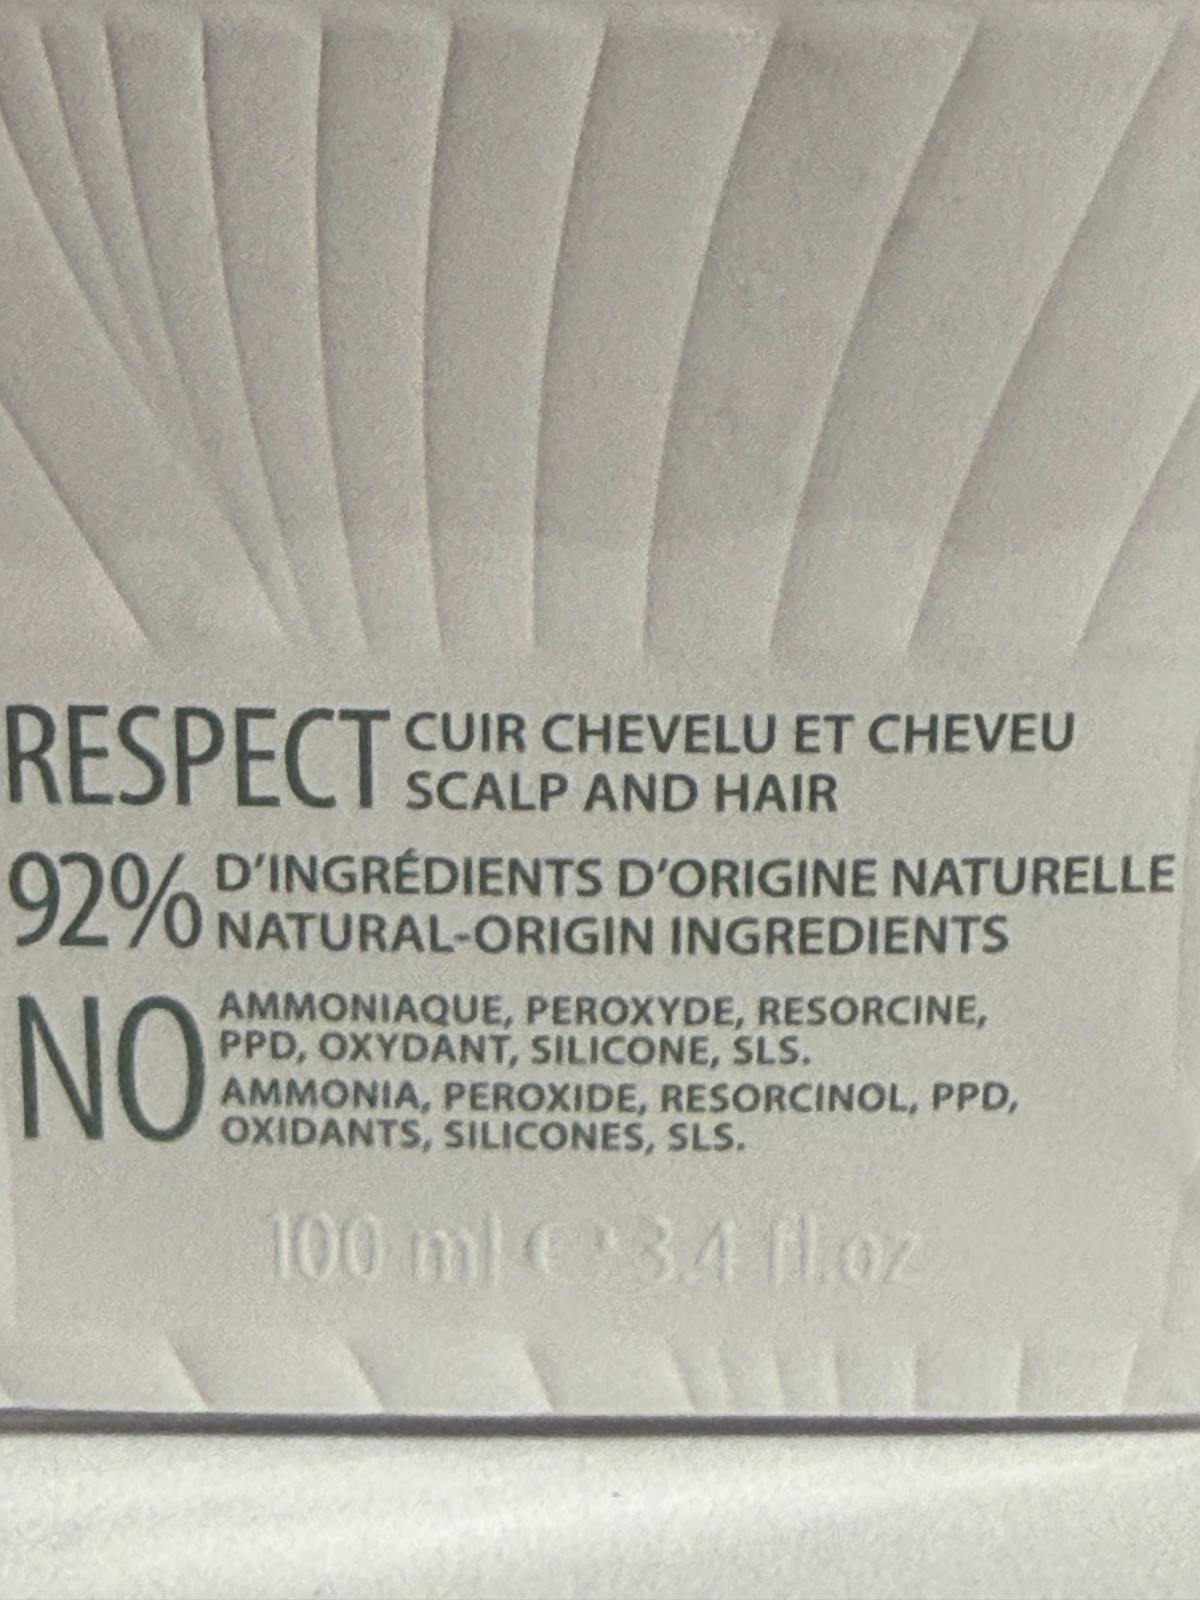 RESPECT CUIR CHEVELU ET CHEVEU
SCALP AND HAIR
92% D'INGRÉDIENTS D'ORIGINE NATURELLE
NATURAL-ORIGIN INGREDIENTS
NO AMMONIAQUE, PEROXYDE, RESORCINE,
PPD, OXYDANT, SILICONE, SLS.
AMMONIA, PEROXIDE, RESORCINOL, PPD,
OXIDANTS, SILICONES, SLS.
100 ml ℮ • 3.4 fl.oz